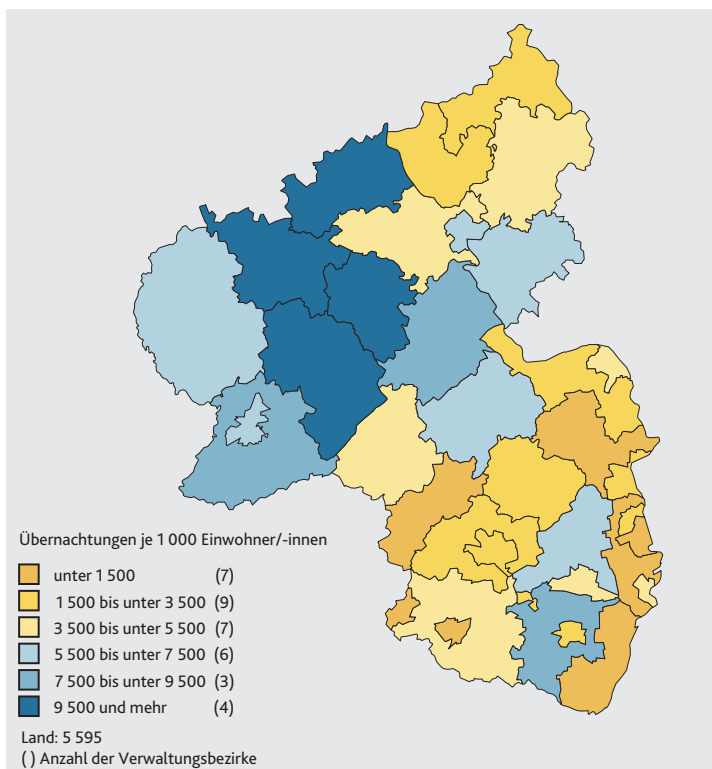 Übernachtungen je 1 000 Einwohner/-innen
unter 1 500 (7)
1 500 bis unter 3 500 (9)
3 500 bis unter 5 500 (7)
5 500 bis unter 7 500 (6)
7 500 bis unter 9 500 (3)
9 500 und mehr (4)
Land: 5 595
( ) Anzahl der Verwaltungsbezirke